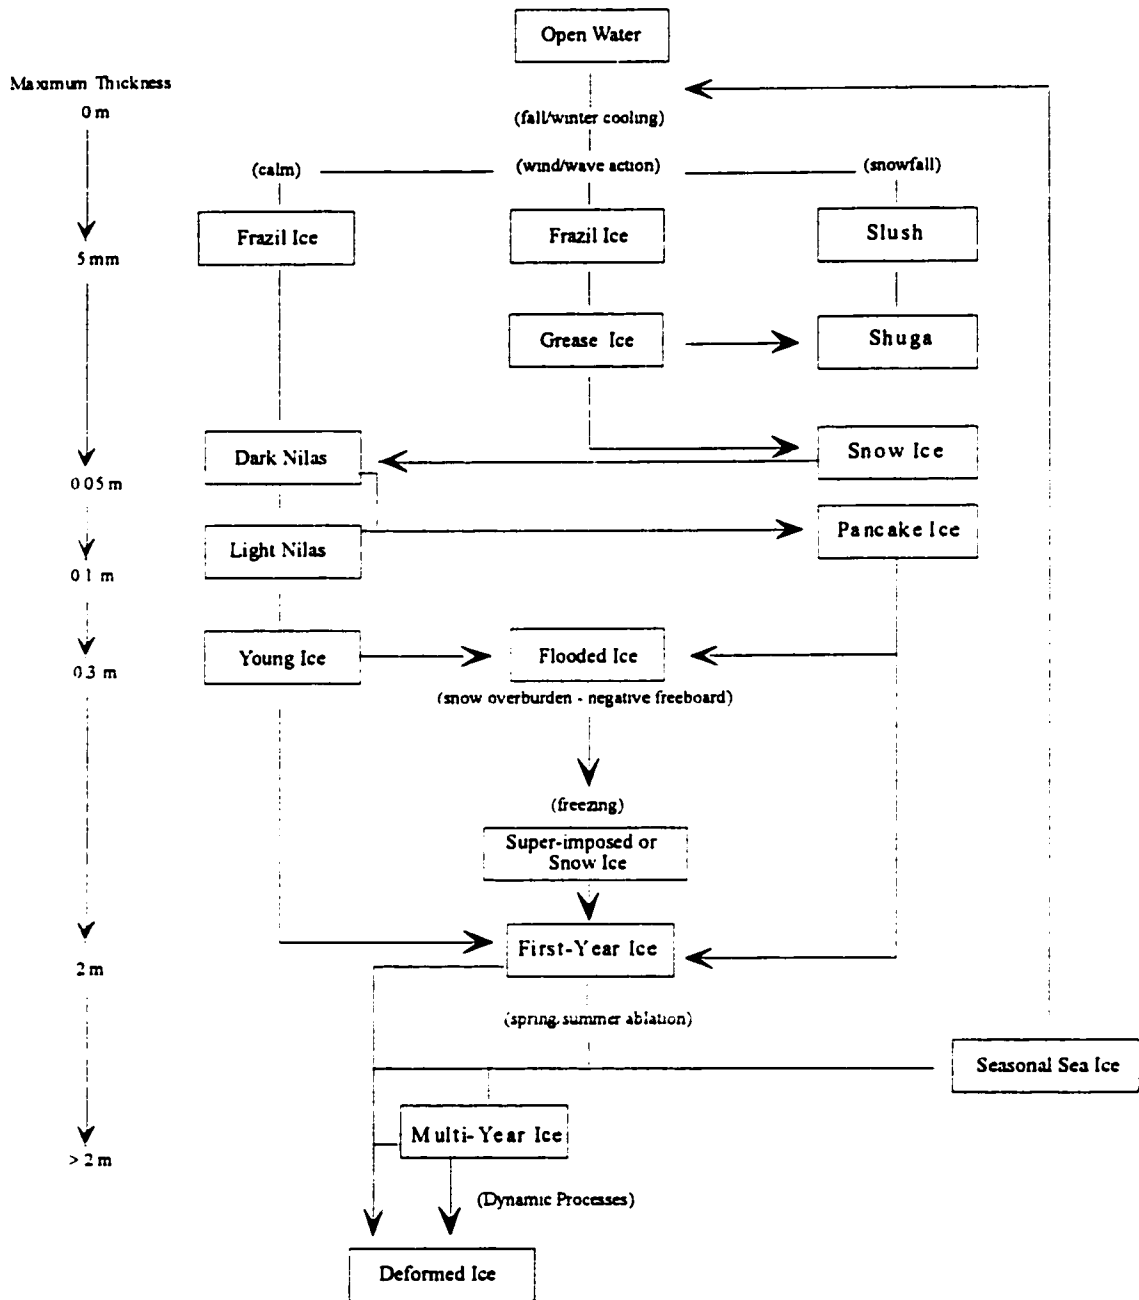 Open Water
Maximum Thickness
0 m
(fall/winter cooling)
(calm)
(wind/wave action)
(snowfall)
Frazil Ice
Frazil Ice
Slush
5 mm
Grease Ice
Shuga
Dark Nilas
Snow Ice
0.05 m
Light Nilas
Pancake Ice
0.1 m
Young Ice
Flooded Ice
0.3 m
(snow overburden - negative freeboard)
(freezing)
Super-imposed or
Snow Ice
First-Year Ice
2 m
(spring/summer ablation)
Seasonal Sea Ice
Multi-Year Ice
> 2 m
(Dynamic Processes)
Deformed Ice